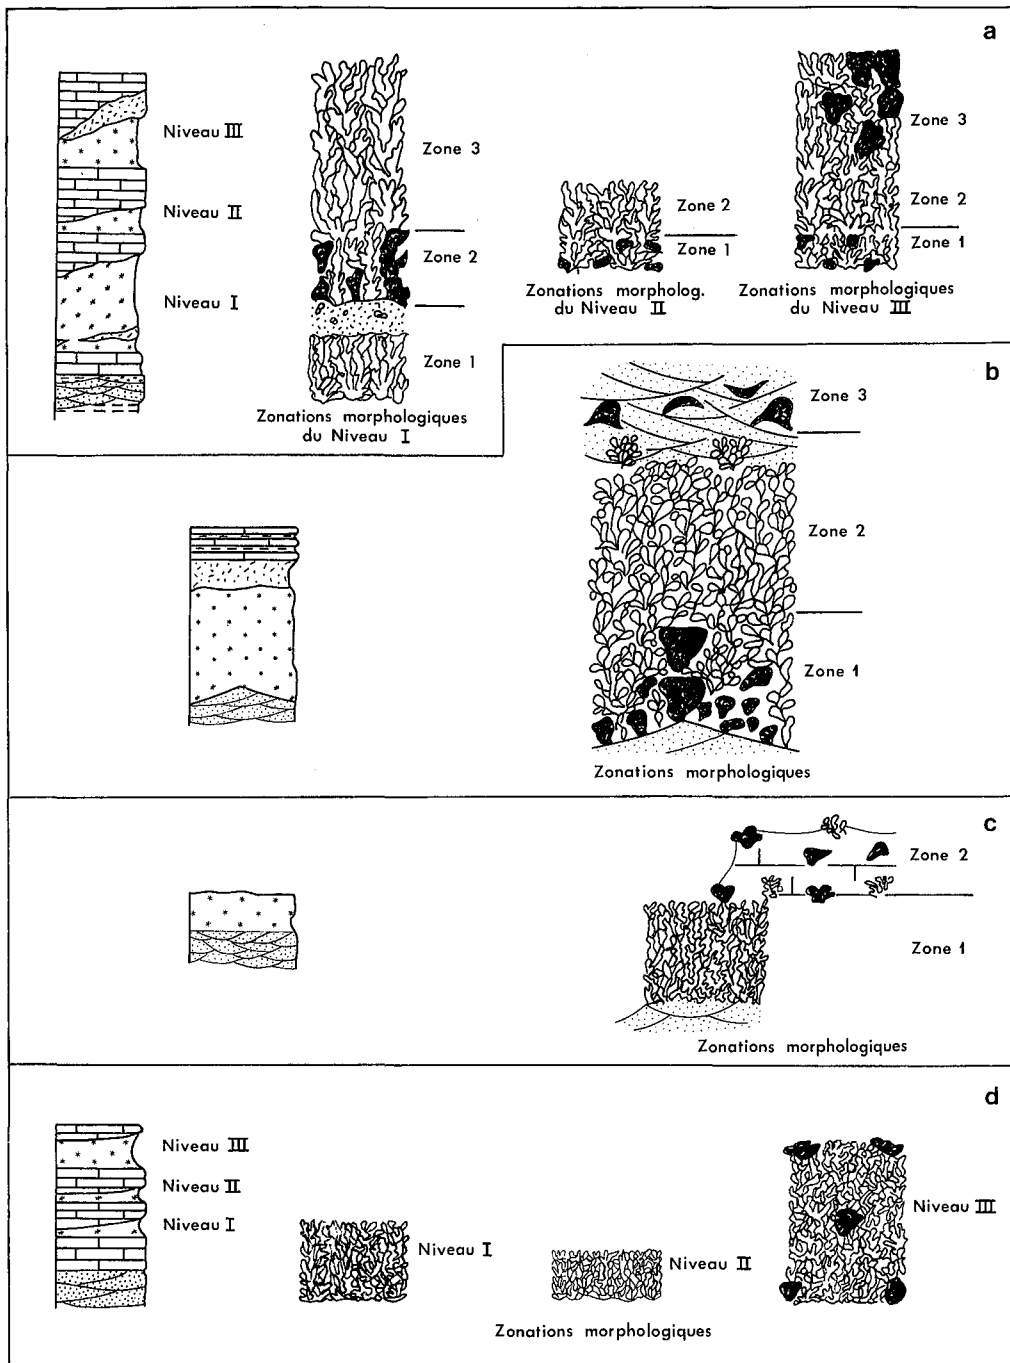 a
Niveau III
Niveau II
Niveau I
Zone 3
Zone 2
Zone 1
Zonations morphologiques
du Niveau I
Zone 2
Zone 1
Zonations morpholog.
du Niveau II
Zone 3
Zone 2
Zone 1
Zonations morphologiques
du Niveau III
b
Zone 3
Zone 2
Zone 1
Zonations morphologiques
c
Zone 2
Zone 1
Zonations morphologiques
d
Niveau III
Niveau II
Niveau I
Niveau I
Niveau II
Niveau III
Zonations morphologiques